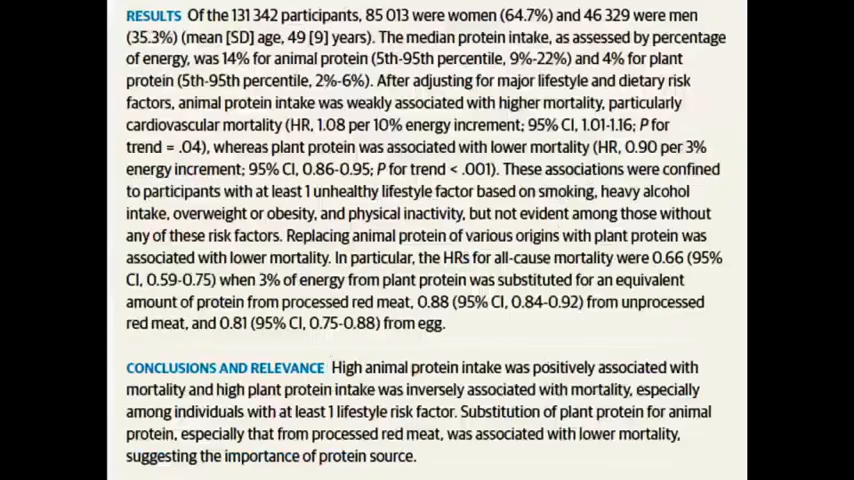 RESULTS Of the 131 342 participants, 85 013 were women (64.7%) and 46 329 were men
(35.3%) (mean [SD] age, 49 [9] years). The median protein intake, as assessed by percentage
of energy, was 14% for animal protein (5th-95th percentile, 9%-22%) and 4% for plant
protein (5th-95th percentile, 2%-6%). After adjusting for major lifestyle and dietary risk
factors, animal protein intake was weakly associated with higher mortality, particularly
cardiovascular mortality (HR, 1.08 per 10% energy increment; 95% CI, 1.01-1.16; P for
trend = .04), whereas plant protein was associated with lower mortality (HR, 0.90 per 3%
energy increment; 95% CI, 0.86-0.95; P for trend < .001). These associations were confined
to participants with at least 1 unhealthy lifestyle factor based on smoking, heavy alcohol
intake, overweight or obesity, and physical inactivity, but not evident among those without
any of these risk factors. Replacing animal protein of various origins with plant protein was
associated with lower mortality. In particular, the HRs for all-cause mortality were 0.66 (95%
CI, 0.59-0.75) when 3% of energy from plant protein was substituted for an equivalent
amount of protein from processed red meat, 0.88 (95% CI, 0.84-0.92) from unprocessed
red meat, and 0.81 (95% CI, 0.75-0.88) from egg.
CONCLUSIONS AND RELEVANCE High animal protein intake was positively associated with
mortality and high plant protein intake was inversely associated with mortality, especially
among individuals with at least 1 lifestyle risk factor. Substitution of plant protein for animal
protein, especially that from processed red meat, was associated with lower mortality,
suggesting the importance of protein source.